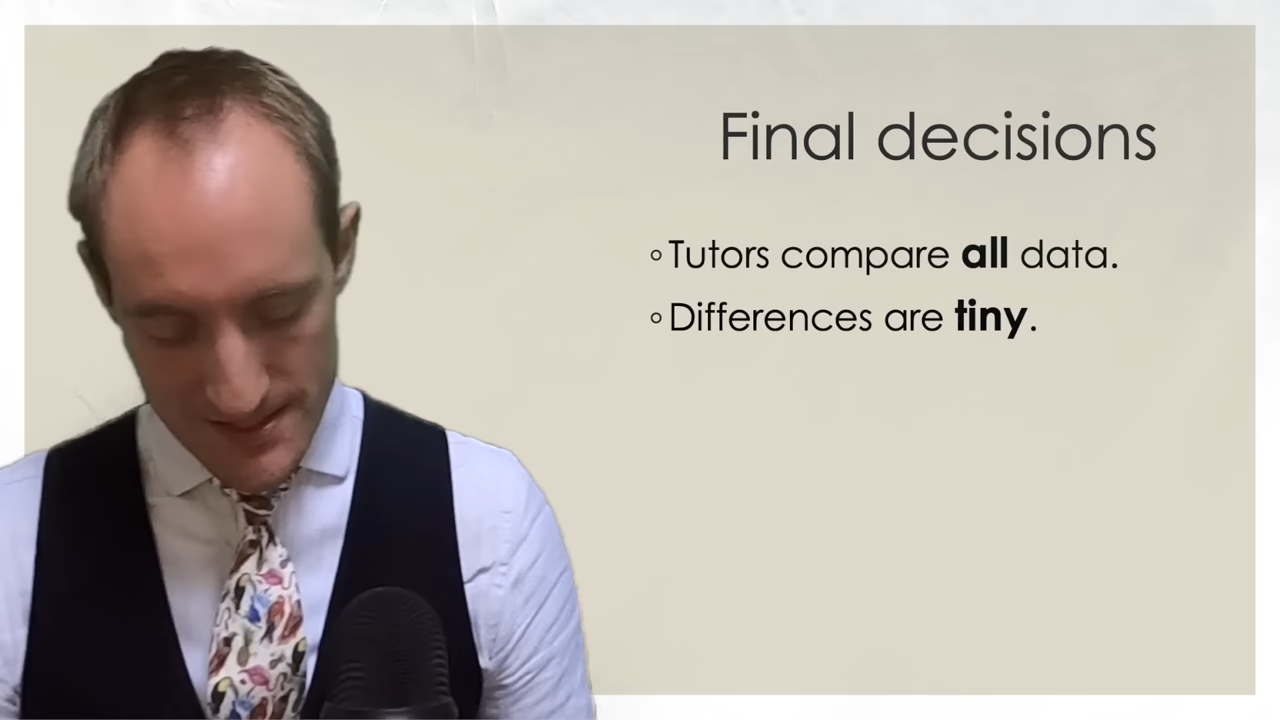 Final decisions
◦Tutors compare all data.
◦Differences are tiny.